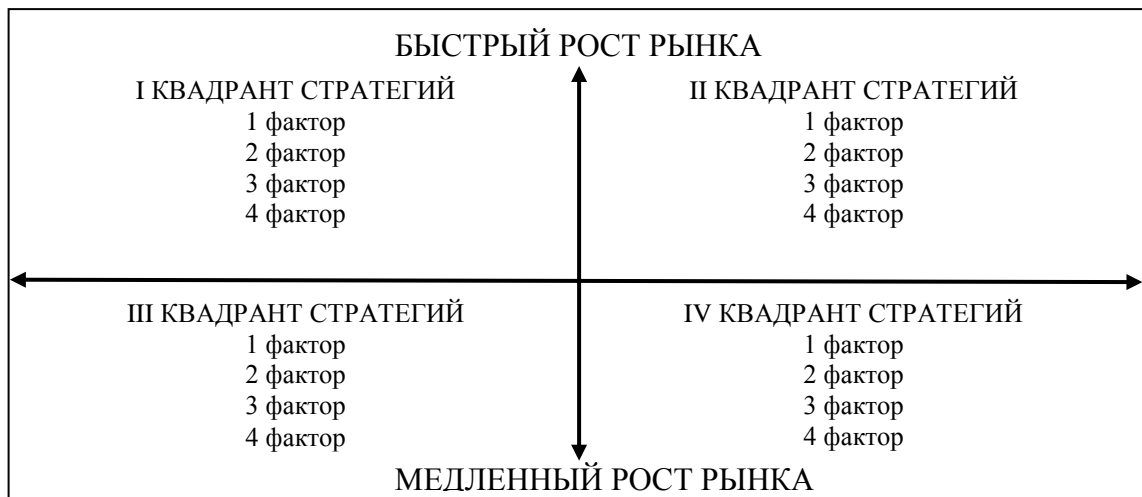 БЫСТРЫЙ РОСТ РЫНКА
I КВАДРАНТ СТРАТЕГИЙ
1 фактор
2 фактор
3 фактор
4 фактор
II КВАДРАНТ СТРАТЕГИЙ
1 фактор
2 фактор
3 фактор
4 фактор
III КВАДРАНТ СТРАТЕГИЙ
1 фактор
2 фактор
3 фактор
4 фактор
IV КВАДРАНТ СТРАТЕГИЙ
1 фактор
2 фактор
3 фактор
4 фактор
МЕДЛЕННЫЙ РОСТ РЫНКА